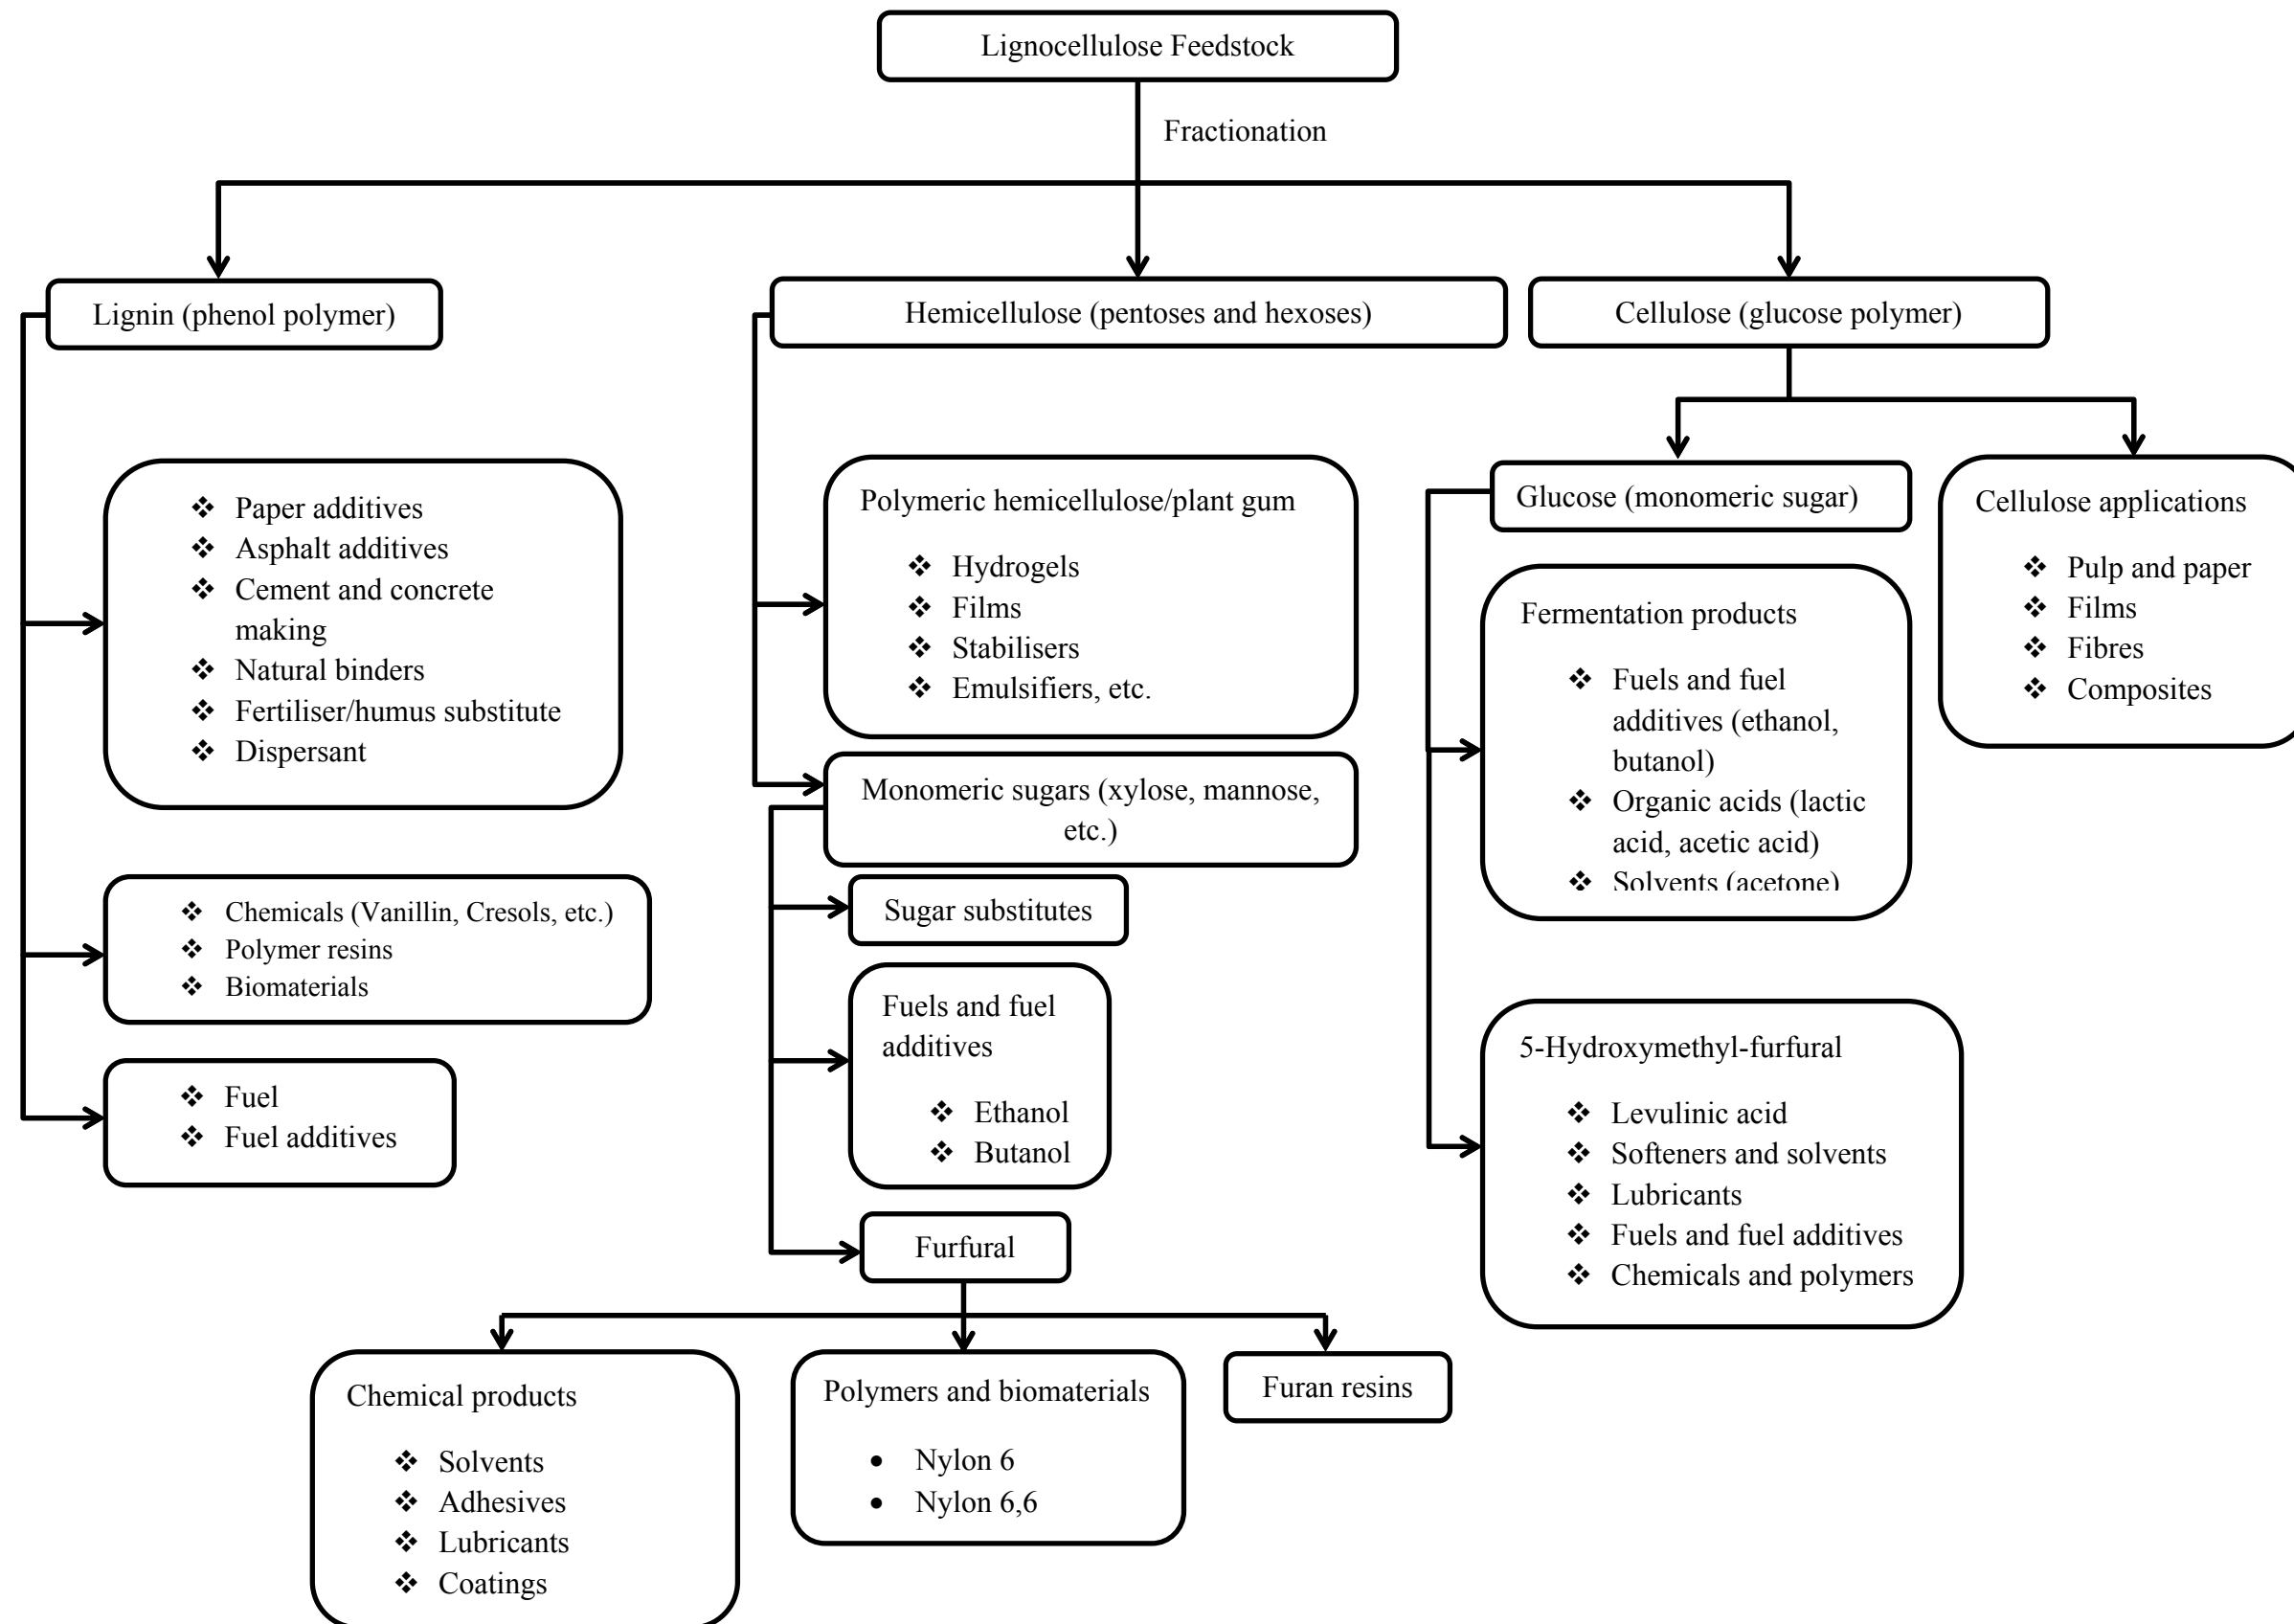 Lignocellulose Feedstock
Fractionation
Lignin (phenol polymer)
Hemicellulose (pentoses and hexoses)
Cellulose (glucose polymer)
❖ Paper additives
❖ Asphalt additives
❖ Cement and concrete
making
❖ Natural binders
❖ Fertiliser/humus substitute
❖ Dispersant
❖ Chemicals (Vanillin, Cresols, etc.)
❖ Polymer resins
❖ Biomaterials
❖ Fuel
❖ Fuel additives
Polymeric hemicellulose/plant gum
❖ Hydrogels
❖ Films
❖ Stabilisers
❖ Emulsifiers, etc.
Monomeric sugars (xylose, mannose,
etc.)
Sugar substitutes
Fuels and fuel
additives
❖ Ethanol
❖ Butanol
Furfural
Chemical products
❖ Solvents
❖ Adhesives
❖ Lubricants
❖ Coatings
Polymers and biomaterials
• Nylon 6
• Nylon 6,6
Furan resins
Glucose (monomeric sugar)
Fermentation products
❖ Fuels and fuel
additives (ethanol,
butanol)
❖ Organic acids (lactic
acid, acetic acid)
❖ Solvents (acetone)
5-Hydroxymethyl-furfural
❖ Levulinic acid
❖ Softeners and solvents
❖ Lubricants
❖ Fuels and fuel additives
❖ Chemicals and polymers
Cellulose applications
❖ Pulp and paper
❖ Films
❖ Fibres
❖ Composites